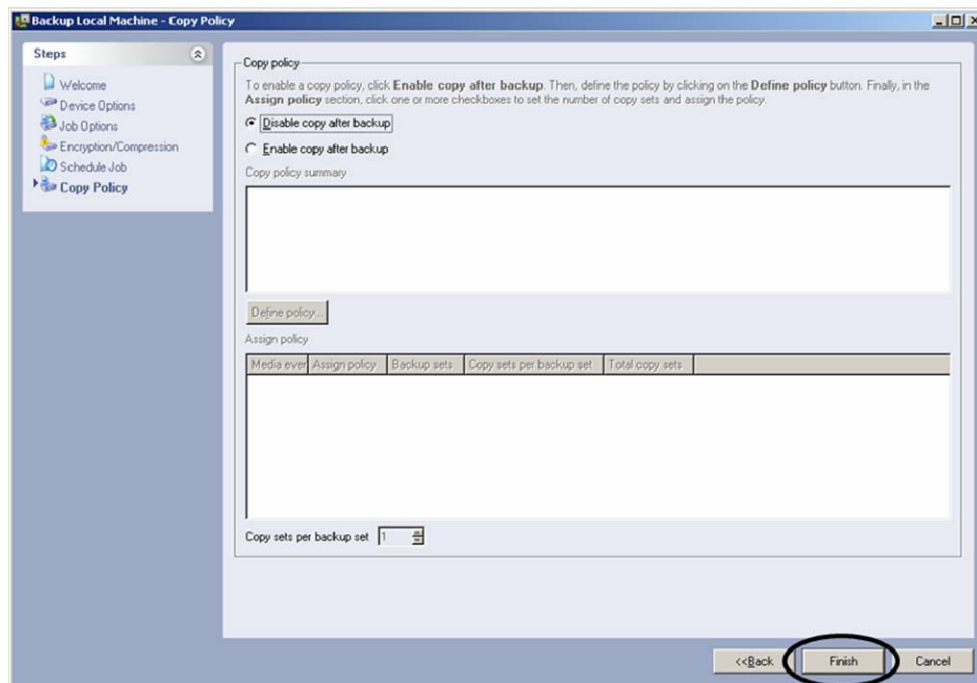 Backup Local Machine - Copy Policy
Steps
Welcome
Device Options
Job Options
Encryption/Compression
Schedule Job
Copy Policy
Copy policy
To enable a copy policy, click Enable copy after backup. Then, define the policy by clicking on the Define policy button. Finally, in the
Assign policy section, click one or more checkboxes to set the number of copy sets and assign the policy.
Disable copy after backup
Enable copy after backup
Copy policy summary
Define policy...
Assign policy
Media ever Assign policy Backup sets Copy sets per backup set Total copy sets
Copy sets per backup set 1
<<Back Finish Cancel